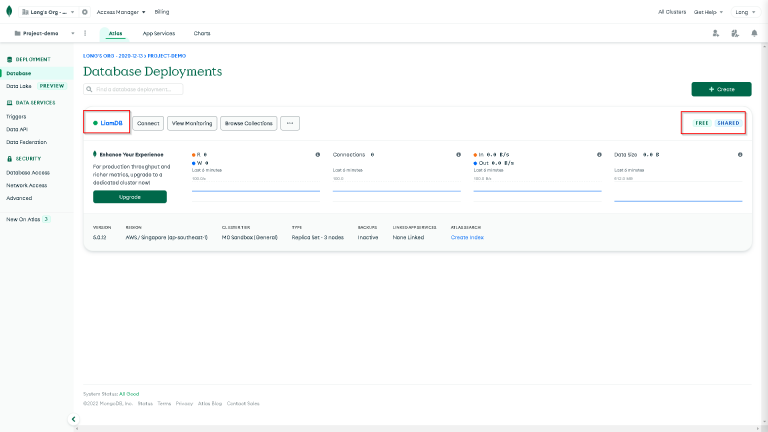 Long's Org - ...
Access Manager
Billing
All Clusters
Get Help
Long
Project-demo
Atlas
App Services
Charts
DEPLOYMENT
Database
Data Lake PREVIEW
DATA SERVICES
Triggers
Data API
Data Federation
SECURITY
Database Access
Network Access
Advanced
New On Atlas 3
LONG'S ORG - 2020-12-13 > PROJECT-DEMO
Database Deployments
Find a database deployment...
+ Create
LiamDB
Connect
View Monitoring
Browse Collections
...
FREE
SHARED
Enhance Your Experience
For production throughput and
richer metrics, upgrade to a
dedicated cluster now!
Upgrade
R 0
W 0
Last 6 minutes
100.0/s
Connections 0
Last 6 minutes
100.0
In 0.0 B/s
Out 0.0 B/s
Last 6 minutes
100.0 B/s
Data Size 0.0 B
Last 6 minutes
512.0 MB
VERSION
5.0.13
REGION
AWS / Singapore (ap-southeast-1)
CLUSTER TIER
M0 Sandbox (General)
TYPE
Replica Set - 3 nodes
BACKUPS
Inactive
LINKED APP SERVICES
None Linked
ATLAS SEARCH
Create Index
System Status: All Good
©2022 MongoDB, Inc. Status Terms Privacy Atlas Blog Contact Sales